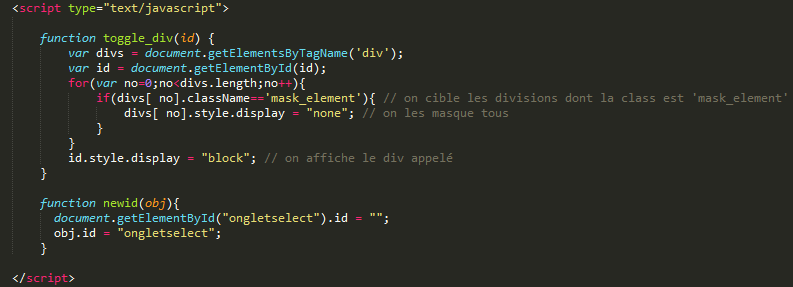 <script type="text/javascript">
function toggle_div(id) {
var divs = document.getElementsByTagName('div');
var id = document.getElementById(id);
for(var no=0;no<divs.length;no++){
if(divs[ no].className=='mask_element'){ // on cible les divisions dont la class est 'mask_element'
divs[ no].style.display = "none"; // on les masque tous
}
}
id.style.display = "block"; // on affiche le div appelé
}
function newid(obj){
document.getElementById("ongletselect").id = "";
obj.id = "ongletselect";
}
</script>